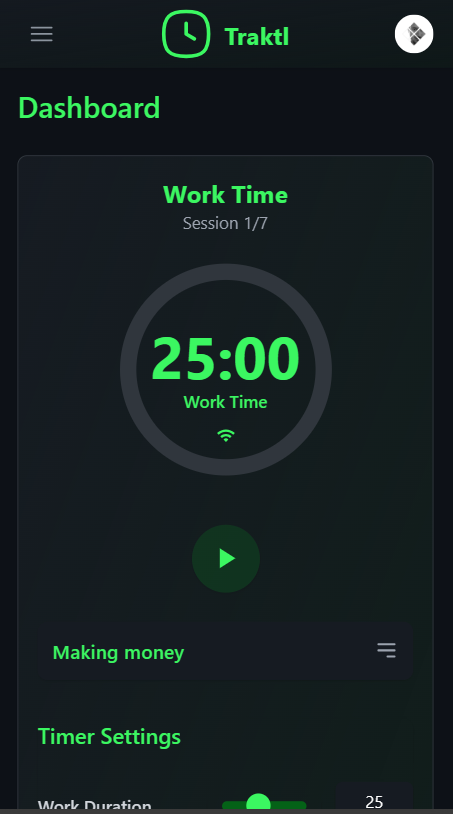 Traktl
Dashboard
Work Time
Session 1/7
25:00
Work Time
Making money
Timer Settings
Work Duration
25